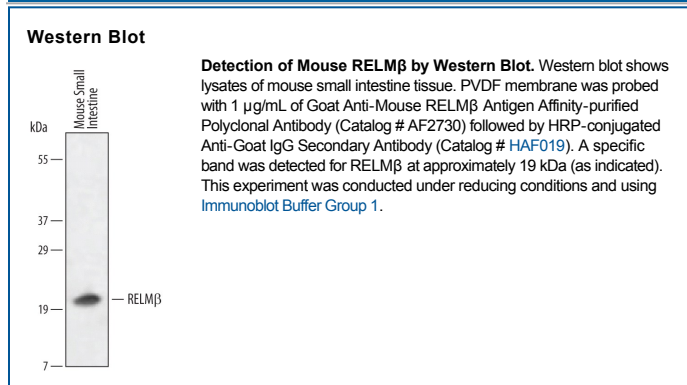 Western Blot
Mouse Small
Intestine
kDa
55
37
29
19
7
RELMβ
Detection of Mouse RELMβ by Western Blot. Western blot shows
lysates of mouse small intestine tissue. PVDF membrane was probed
with 1 µg/mL of Goat Anti-Mouse RELMβ Antigen Affinity-purified
Polyclonal Antibody (Catalog # AF2730) followed by HRP-conjugated
Anti-Goat IgG Secondary Antibody (Catalog # HAF019). A specific
band was detected for RELMβ at approximately 19 kDa (as indicated).
This experiment was conducted under reducing conditions and using
Immunoblot Buffer Group 1.